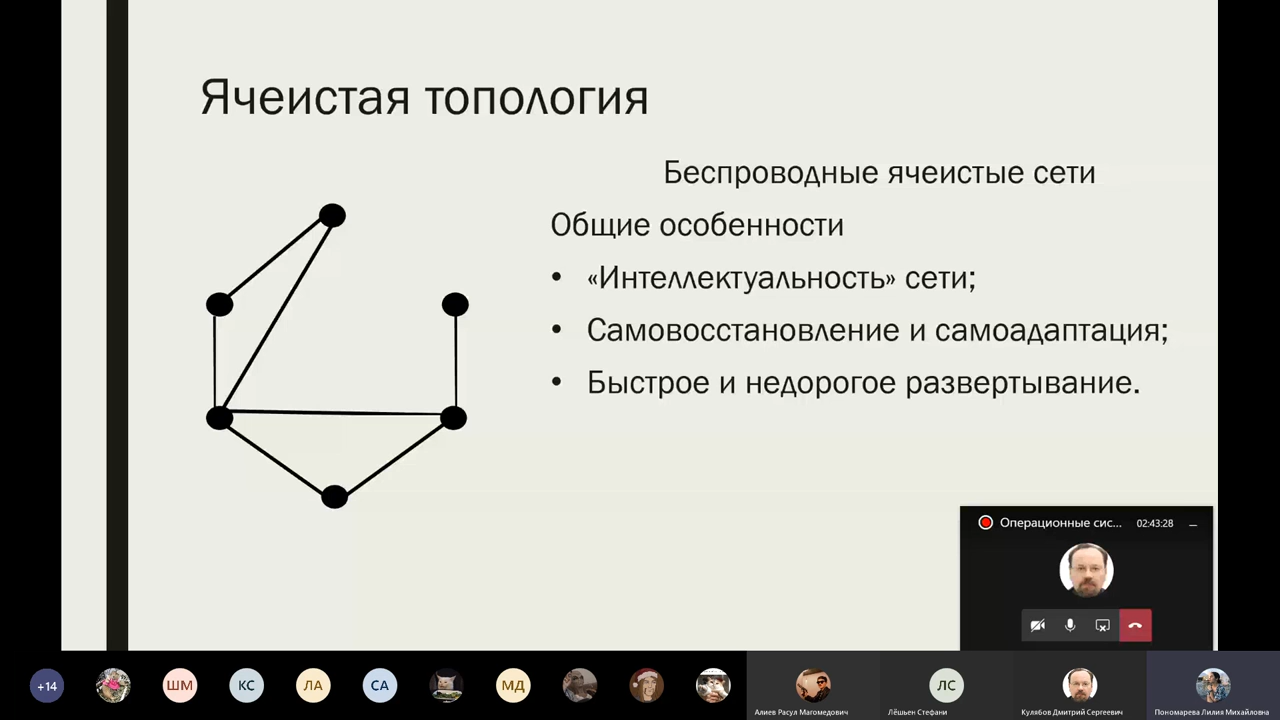 Ячеистая топология
Беспроводные ячеистые сети
Общие особенности
• «Интеллектуальность» сети;
• Самовосстановление и самоадаптация;
• Быстрое и недорогое развертывание.
Операционные сис... 02:43:28
+14 ШМ КС ЛА СА МД ЛС
Алиев Расул Магомедович Лёшьен Стефани Кулябов Дмитрий Сергеевич Пономарева Лилия Михайловна